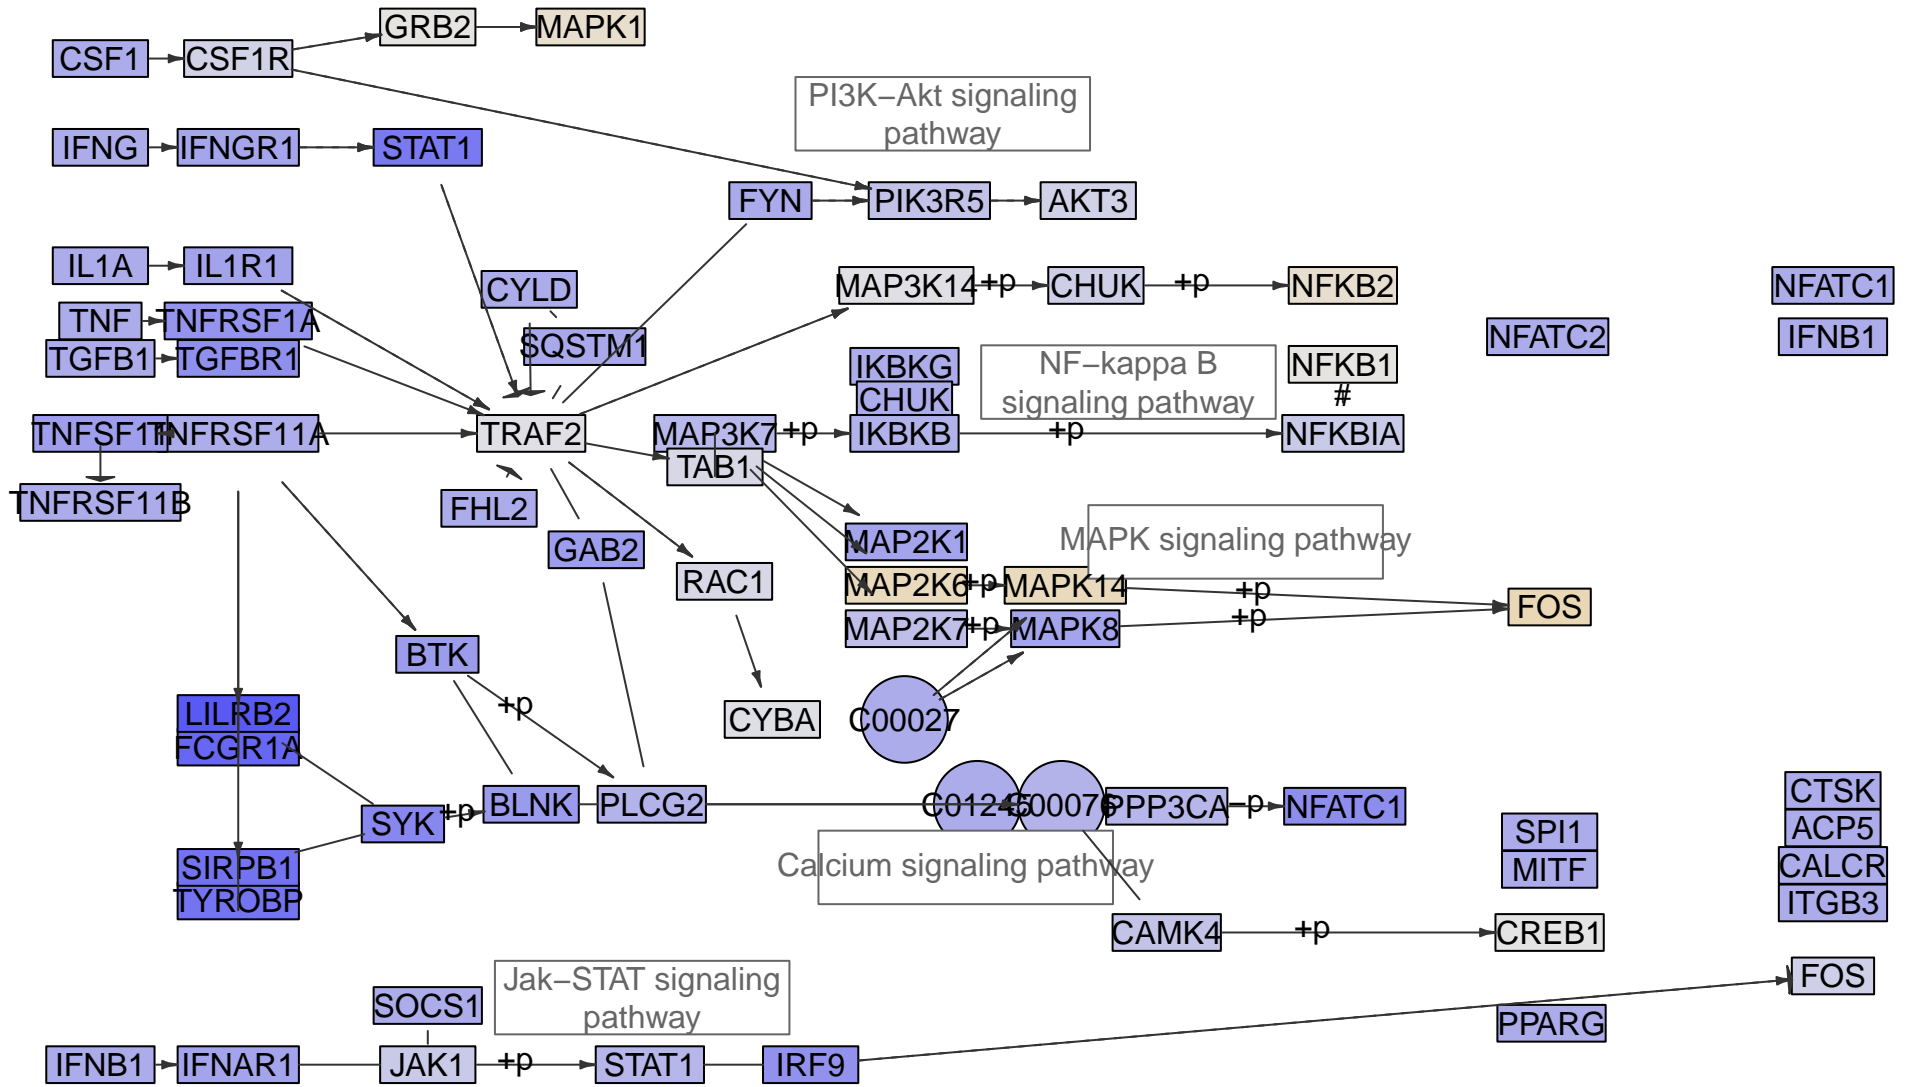 GRB2
MAPK1
CSF1
CSF1R
PI3K−Akt signaling
pathway
IFNG
IFNGR1
STAT1
FYN
PIK3R5
AKT3
IL1A
IL1R1
CYLD
MAP3K14
+p
CHUK
+p
NFKB2
NFATC1
TNF
TNFRSF1A
SQSTM1
NFATC2
IFNB1
TGFB1
TGFBR1
IKBKG
NF−kappa B
signaling pathway
NFKB1
CHUK
#
TNFSF11
TNFRSF11A
TRAF2
MAP3K7
+p
IKBKB
+p
NFKBIA
TAB1
TNFRSF11B
FHL2
GAB2
MAP2K1
MAPK signaling pathway
RAC1
MAP2K6
+p
MAPK14
+p
FOS
MAP2K7
+p
MAPK8
+p
BTK
LILRB2
+p
CYBA
C00027
FCGR1A
SYK
+p
BLNK
PLCG2
C01245
C00076
PPP3CA
−p
NFATC1
CTSK
SPI1
ACP5
SIRPB1
Calcium signaling pathway
MITF
CALCR
TYROBP
ITGB3
CAMK4
+p
CREB1
Jak−STAT signaling
pathway
FOS
SOCS1
PPARG
IFNB1
IFNAR1
JAK1
+p
STAT1
IRF9